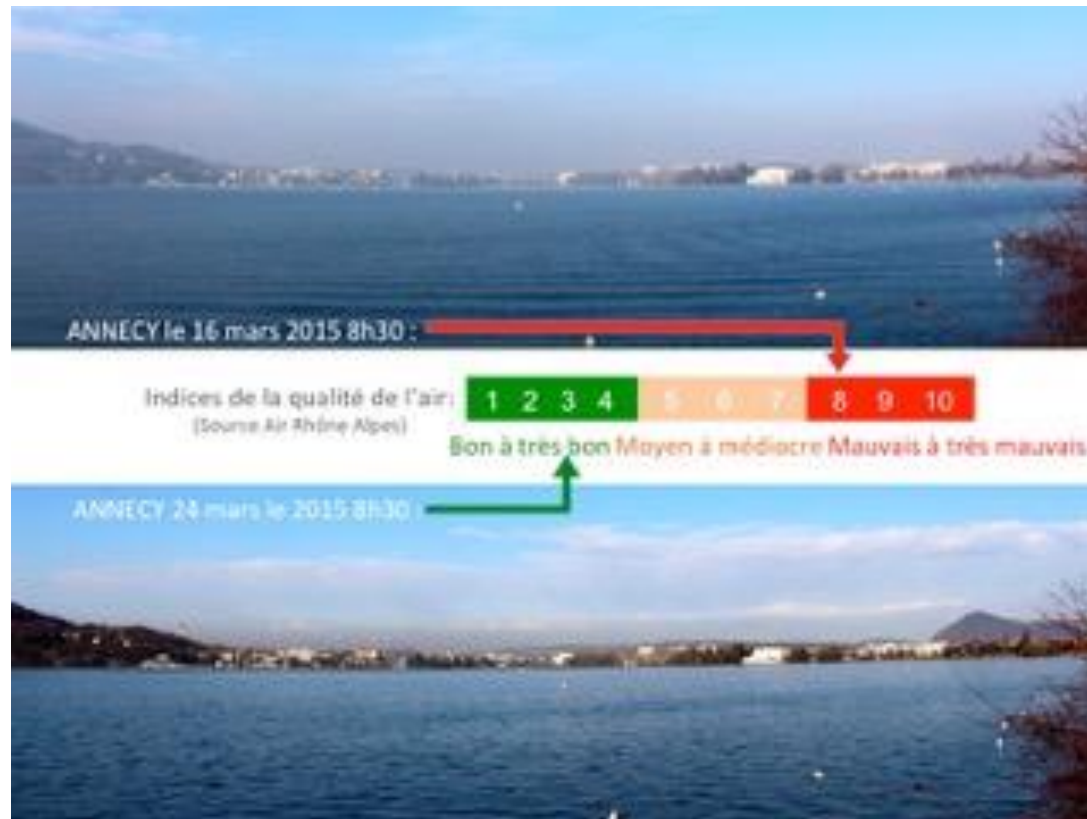 ANNECY le 16 mars 2015 8h30 :
Indices de la qualité de l'air: 1 2 3 4 5 6 7 8 9 10
(Source Air Rhône Alpes)
Bon à très bon Moyen à médiocre Mauvais à très mauvais
ANNECY 24 mars le 2015 8h30 :